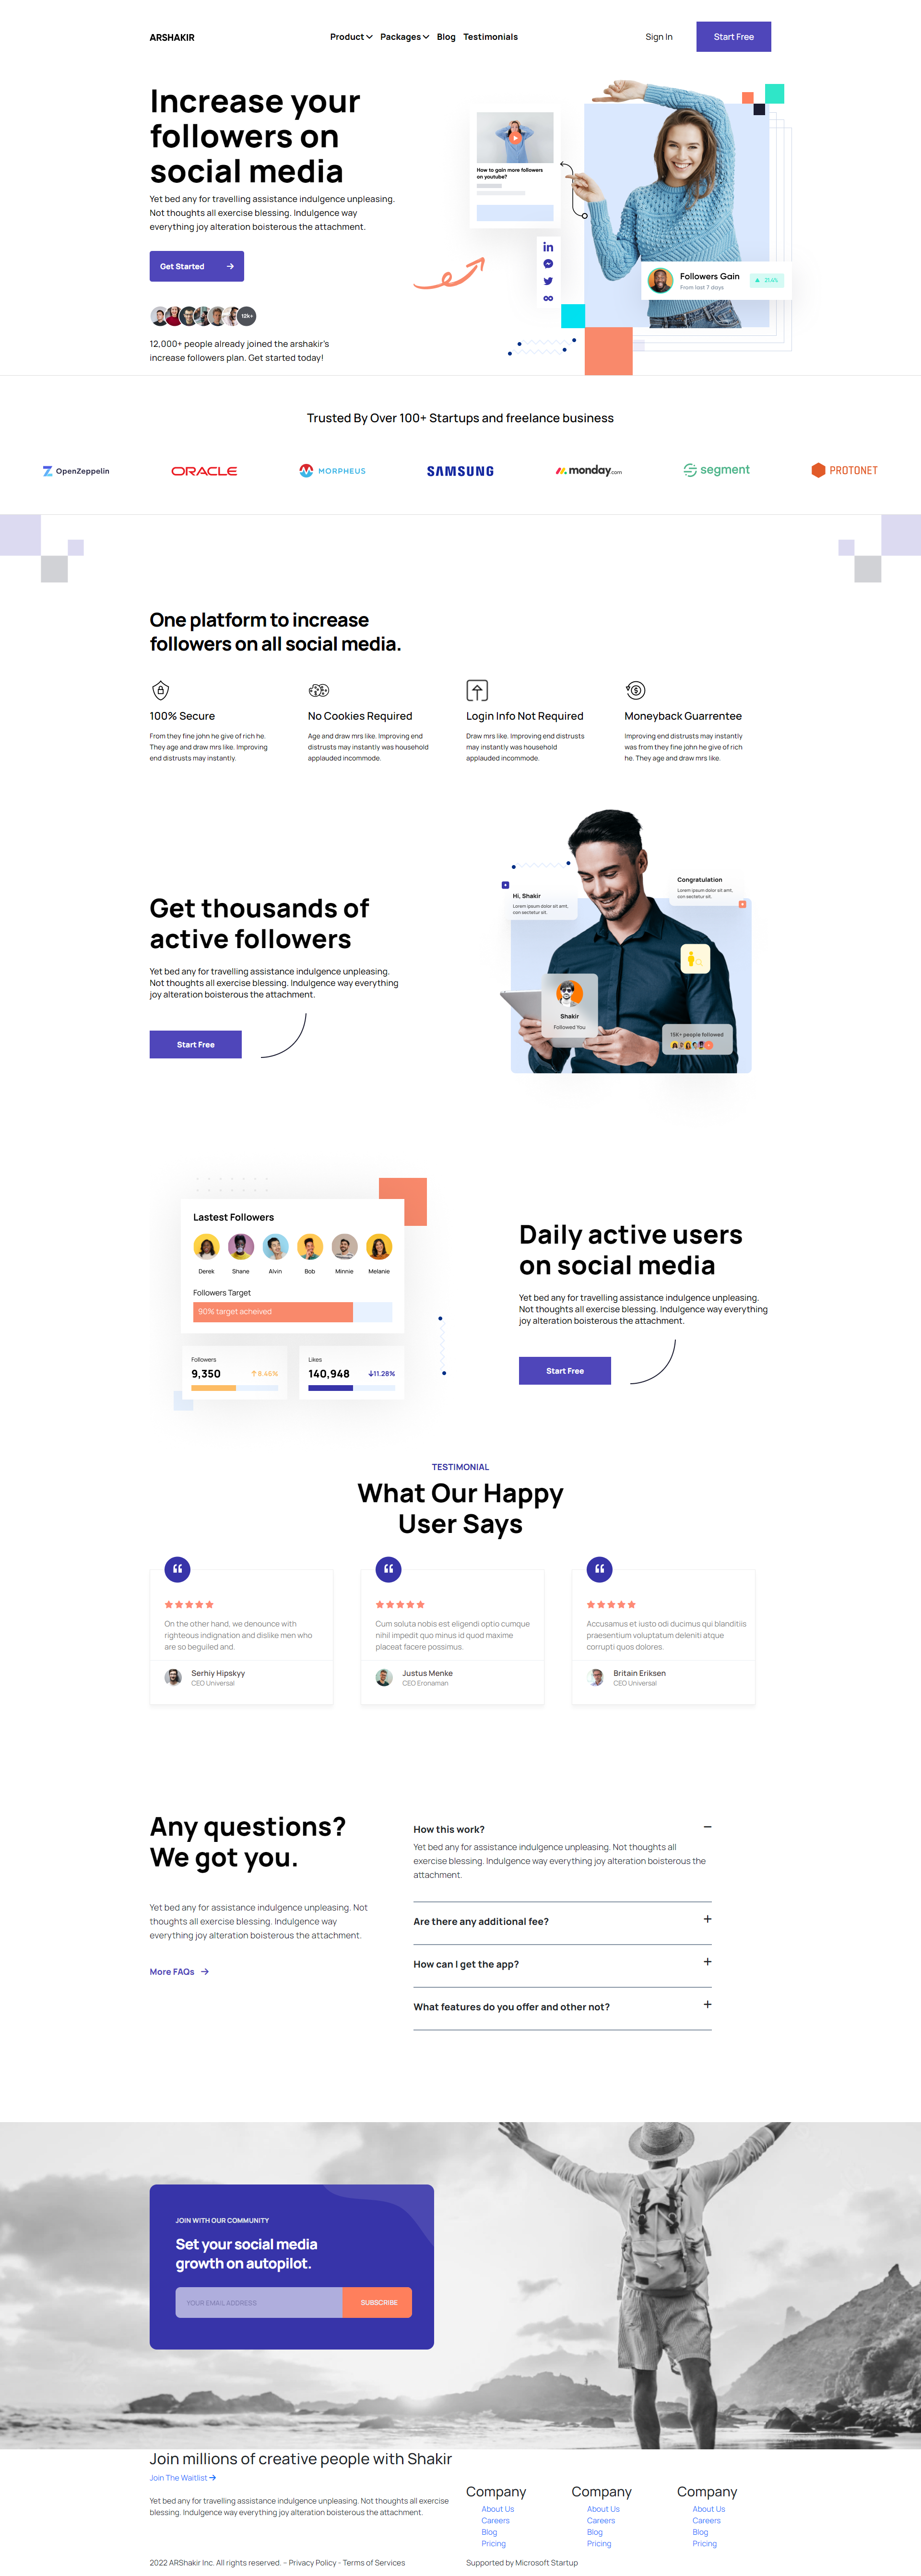 ARSHAKIR
Product Packages Blog Testimonials
Sign In
Start Free
Increase your
followers on
social media
Yet bed any for travelling assistance indulgence unpleasing.
Not thoughts all exercise blessing. Indulgence way
everything joy alteration boisterous the attachment.
Get Started
12k+
12,000+ people already joined the arshakir's
increase followers plan. Get started today!
How to gain more followers
on youtube?
Followers Gain
From last 7 days
Trusted By Over 100+ Startups and freelance business
OpenZeppelin
ORACLE
MORPHEUS
SAMSUNG
monday.com
segment
PROTONET
One platform to increase
followers on all social media.
100% Secure
From they fine john he give of rich he.
They age and draw mrs like. Improving
end distrusts may instantly.
No Cookies Required
Age and draw mrs like. Improving end
distrusts may instantly was household
applauded incommode.
Login Info Not Required
Draw mrs like. Improving end distrusts
may instantly was household
applauded incommode.
Moneyback Guarrentee
Improving end distrusts may instantly
was from they fine john he give of rich
he. They age and draw mrs like.
Get thousands of
active followers
Yet bed any for travelling assistance indulgence unpleasing.
Not thoughts all exercise blessing. Indulgence way everything
joy alteration boisterous the attachment.
Start Free
Hi, Shakir
Lorem ipsum dolor sit amt,
con sectetur sit.
Congratulation
Lorem ipsum dolor sit amt,
con sectetur sit.
Shakir
Followed You
15K+ people followed
Lastest Followers
Derek Shane Alvin Bob Minnie Melanie
Followers Target
90% target acheived
Followers
9,350 8.46%
Likes
140,948 11.28%
Daily active users
on social media
Yet bed any for travelling assistance indulgence unpleasing.
Not thoughts all exercise blessing. Indulgence way everything
joy alteration boisterous the attachment.
Start Free
TESTIMONIAL
What Our Happy
User Says
On the other hand, we denounce with
righteous indignation and dislike men who
are so beguiled and.
Serhiy Hipskyy
CEO Universal
Cum soluta nobis est eligendi optio cumque
nihil impedit quo minus id quod maxime
placeat facere possimus.
Justus Menke
CEO Eronaman
Accusamus et iusto odi ducimus qui blanditiis
praesentium voluptatum deleniti atque
corrupti quos dolores.
Britain Eriksen
CEO Universal
Any questions?
We got you.
Yet bed any for assistance indulgence unpleasing. Not
thoughts all exercise blessing. Indulgence way
everything joy alteration boisterous the attachment.
More FAQs
How this work?
Yet bed any for assistance indulgence unpleasing. Not thoughts all
exercise blessing. Indulgence way everything joy alteration boisterous the
attachment.
Are there any additional fee?
How can I get the app?
What features do you offer and other not?
JOIN WITH OUR COMMUNITY
Set your social media
growth on autopilot.
YOUR EMAIL ADDRESS
SUBSCRIBE
Join millions of creative people with Shakir
Join The Waitlist
Yet bed any for travelling assistance indulgence unpleasing. Not thoughts all exercise
blessing. Indulgence way everything joy alteration boisterous the attachment.
Company
About Us
Careers
Blog
Pricing
Company
About Us
Careers
Blog
Pricing
Company
About Us
Careers
Blog
Pricing
2022 ARShakir Inc. All rights reserved. – Privacy Policy - Terms of Services
Supported by Microsoft Startup